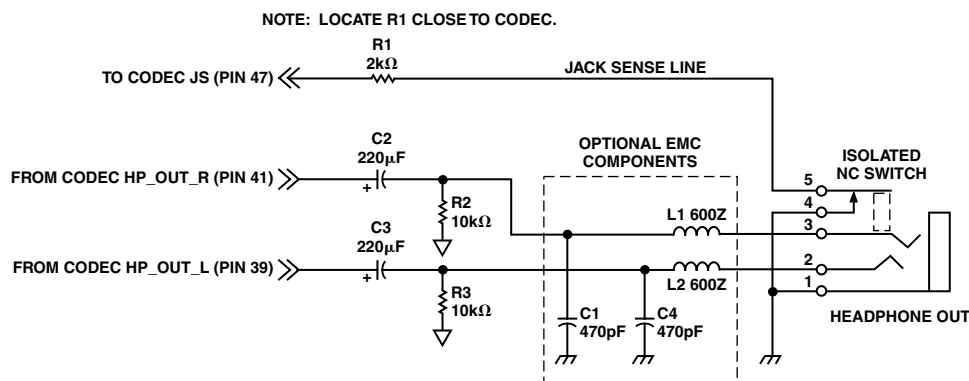 NOTE: LOCATE R1 CLOSE TO CODEC.
R1
2kΩ
TO CODEC JS (PIN 47)
JACK SENSE LINE
C2
220μF
+
FROM CODEC HP_OUT_R (PIN 41)
R2
10kΩ
C3
220μF
+
FROM CODEC HP_OUT_L (PIN 39)
R3
10kΩ
OPTIONAL EMC
COMPONENTS
L1 600Z
L2 600Z
C1
470pF
C4
470pF
ISOLATED
NC SWITCH
5
4
3
2
1
HEADPHONE OUT